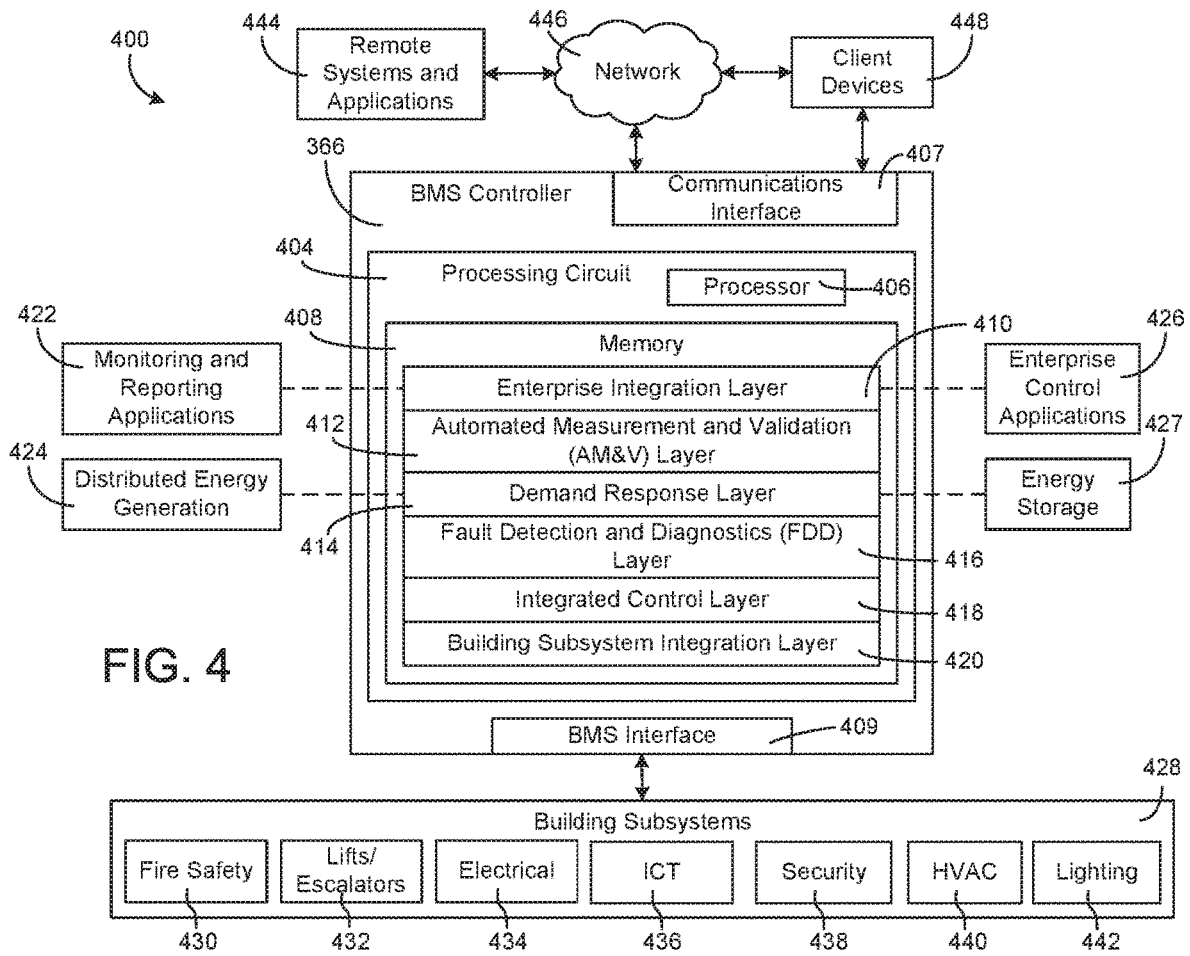 400
444
Remote
Systems and
Applications
446
Network
448
Client
Devices
366
BMS Controller
407
Communications
Interface
404
Processing Circuit
Processor
406
408
Memory
410
422
Monitoring and
Reporting
Applications
Enterprise Integration Layer
426
Enterprise
Control
Applications
412
Automated Measurement and Validation
(AM&V) Layer
424
Distributed Energy
Generation
414
Demand Response Layer
427
Energy
Storage
Fault Detection and Diagnostics (FDD)
Layer
416
Integrated Control Layer
418
Building Subsystem Integration Layer
420
FIG. 4
BMS Interface
409
428
Building Subsystems
Fire Safety
Lifts/
Escalators
Electrical
ICT
Security
HVAC
Lighting
430
432
434
436
438
440
442